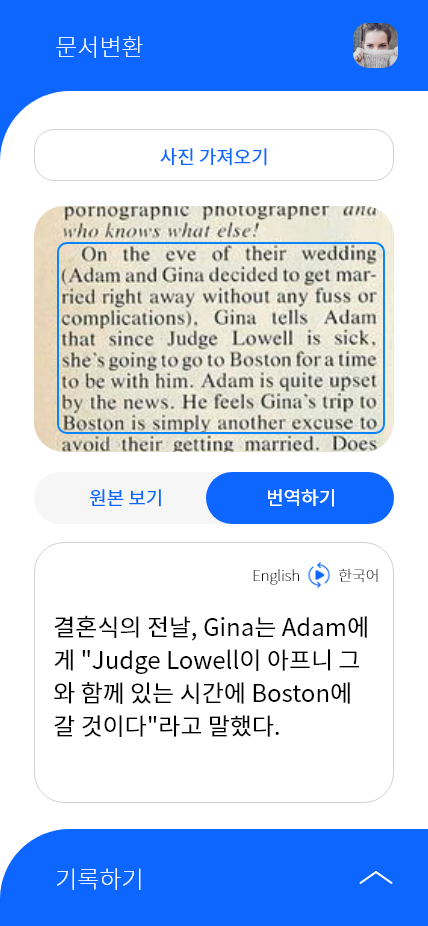 문서변환
사진 가져오기
pornographic photographer and
who knows what else!
On the eve of their wedding
(Adam and Gina decided to get mar-
ried right away without any fuss or
complications), Gina tells Adam
that since Judge Lowell is sick,
she's going to go to Boston for a time
to be with him. Adam is quite upset
by the news. He feels Gina's trip to
Boston is simply another excuse to
avoid their getting married. Does
원본 보기 번역하기
English 한국어
결혼식의 전날, Gina는 Adam에
게 "Judge Lowell이 아프니 그
와 함께 있는 시간에 Boston에
갈 것이다"라고 말했다.
기록하기